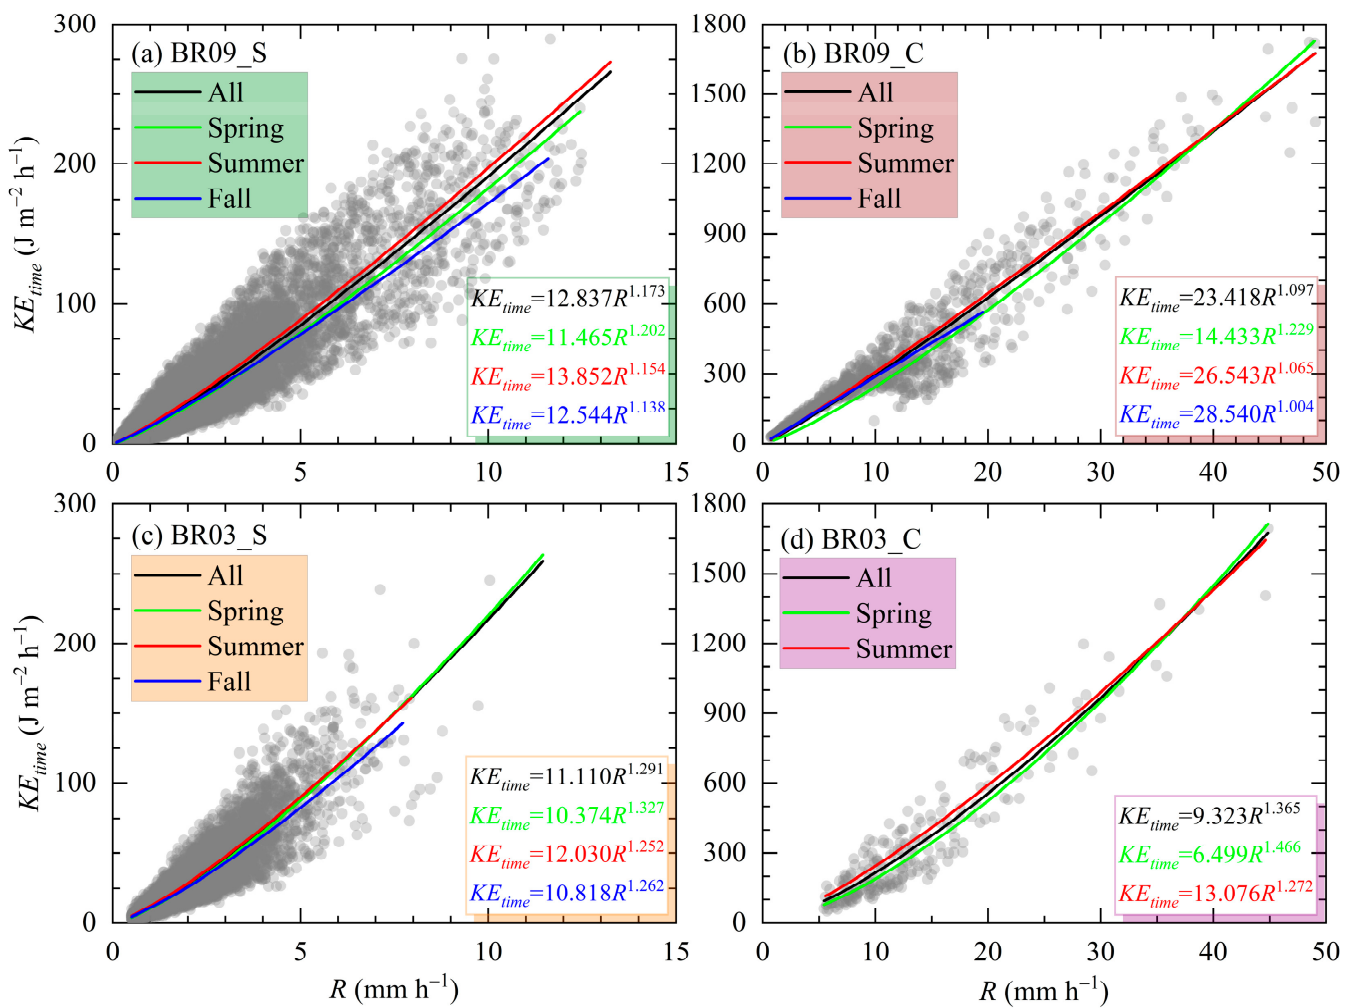 (a) BR09_S
All
Spring
Summer
Fall
KE_time=12.837R^1.173
KE_time=11.465R^1.202
KE_time=13.852R^1.154
KE_time=12.544R^1.138
300
200
100
0
KE_time (J m⁻² h⁻¹)
0 5 10 15
(b) BR09_C
All
Spring
Summer
Fall
KE_time=23.418R^1.097
KE_time=14.433R^1.229
KE_time=26.543R^1.065
KE_time=28.540R^1.004
1800
1500
1200
900
600
300
0
0 10 20 30 40 50
(c) BR03_S
All
Spring
Summer
Fall
KE_time=11.110R^1.291
KE_time=10.374R^1.327
KE_time=12.030R^1.252
KE_time=10.818R^1.262
300
200
100
0
KE_time (J m⁻² h⁻¹)
0 5 10 15
R (mm h⁻¹)
(d) BR03_C
All
Spring
Summer
KE_time=9.323R^1.365
KE_time=6.499R^1.466
KE_time=13.076R^1.272
1800
1500
1200
900
600
300
0
0 10 20 30 40 50
R (mm h⁻¹)